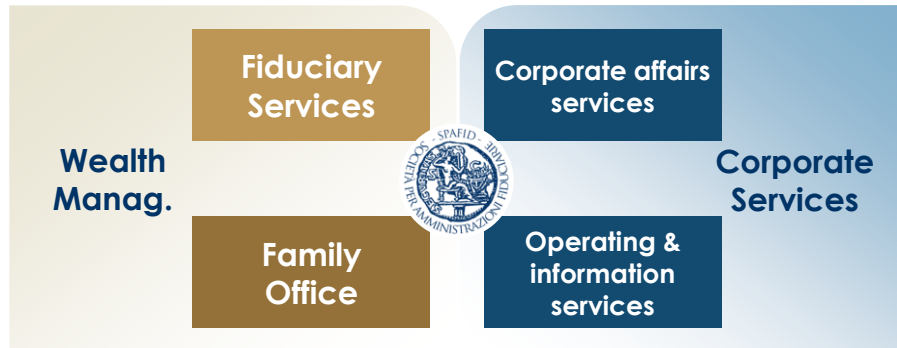 Wealth
Manag.
Fiduciary
Services
Family
Office
SOCIETÀ PER AMMINISTRAZIONI FIDUCIARIE - SPAFID -
Corporate affairs
services
Operating &
information
services
Corporate
Services